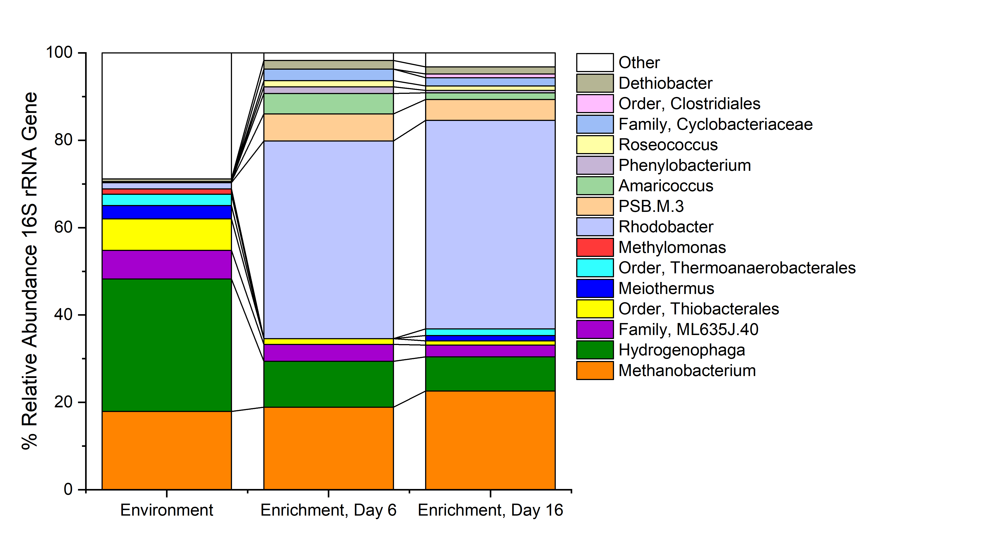 % Relative Abundance 16S rRNA Gene
100
80
60
40
20
0
Environment
Enrichment, Day 6
Enrichment, Day 16
Other
Dethiobacter
Order, Clostridiales
Family, Cyclobacteriaceae
Roseococcus
Phenylobacterium
Amaricoccus
PSB.M.3
Rhodobacter
Methylomonas
Order, Thermoanaerobacterales
Meiothermus
Order, Thiobacterales
Family, ML635J.40
Hydrogenophaga
Methanobacterium